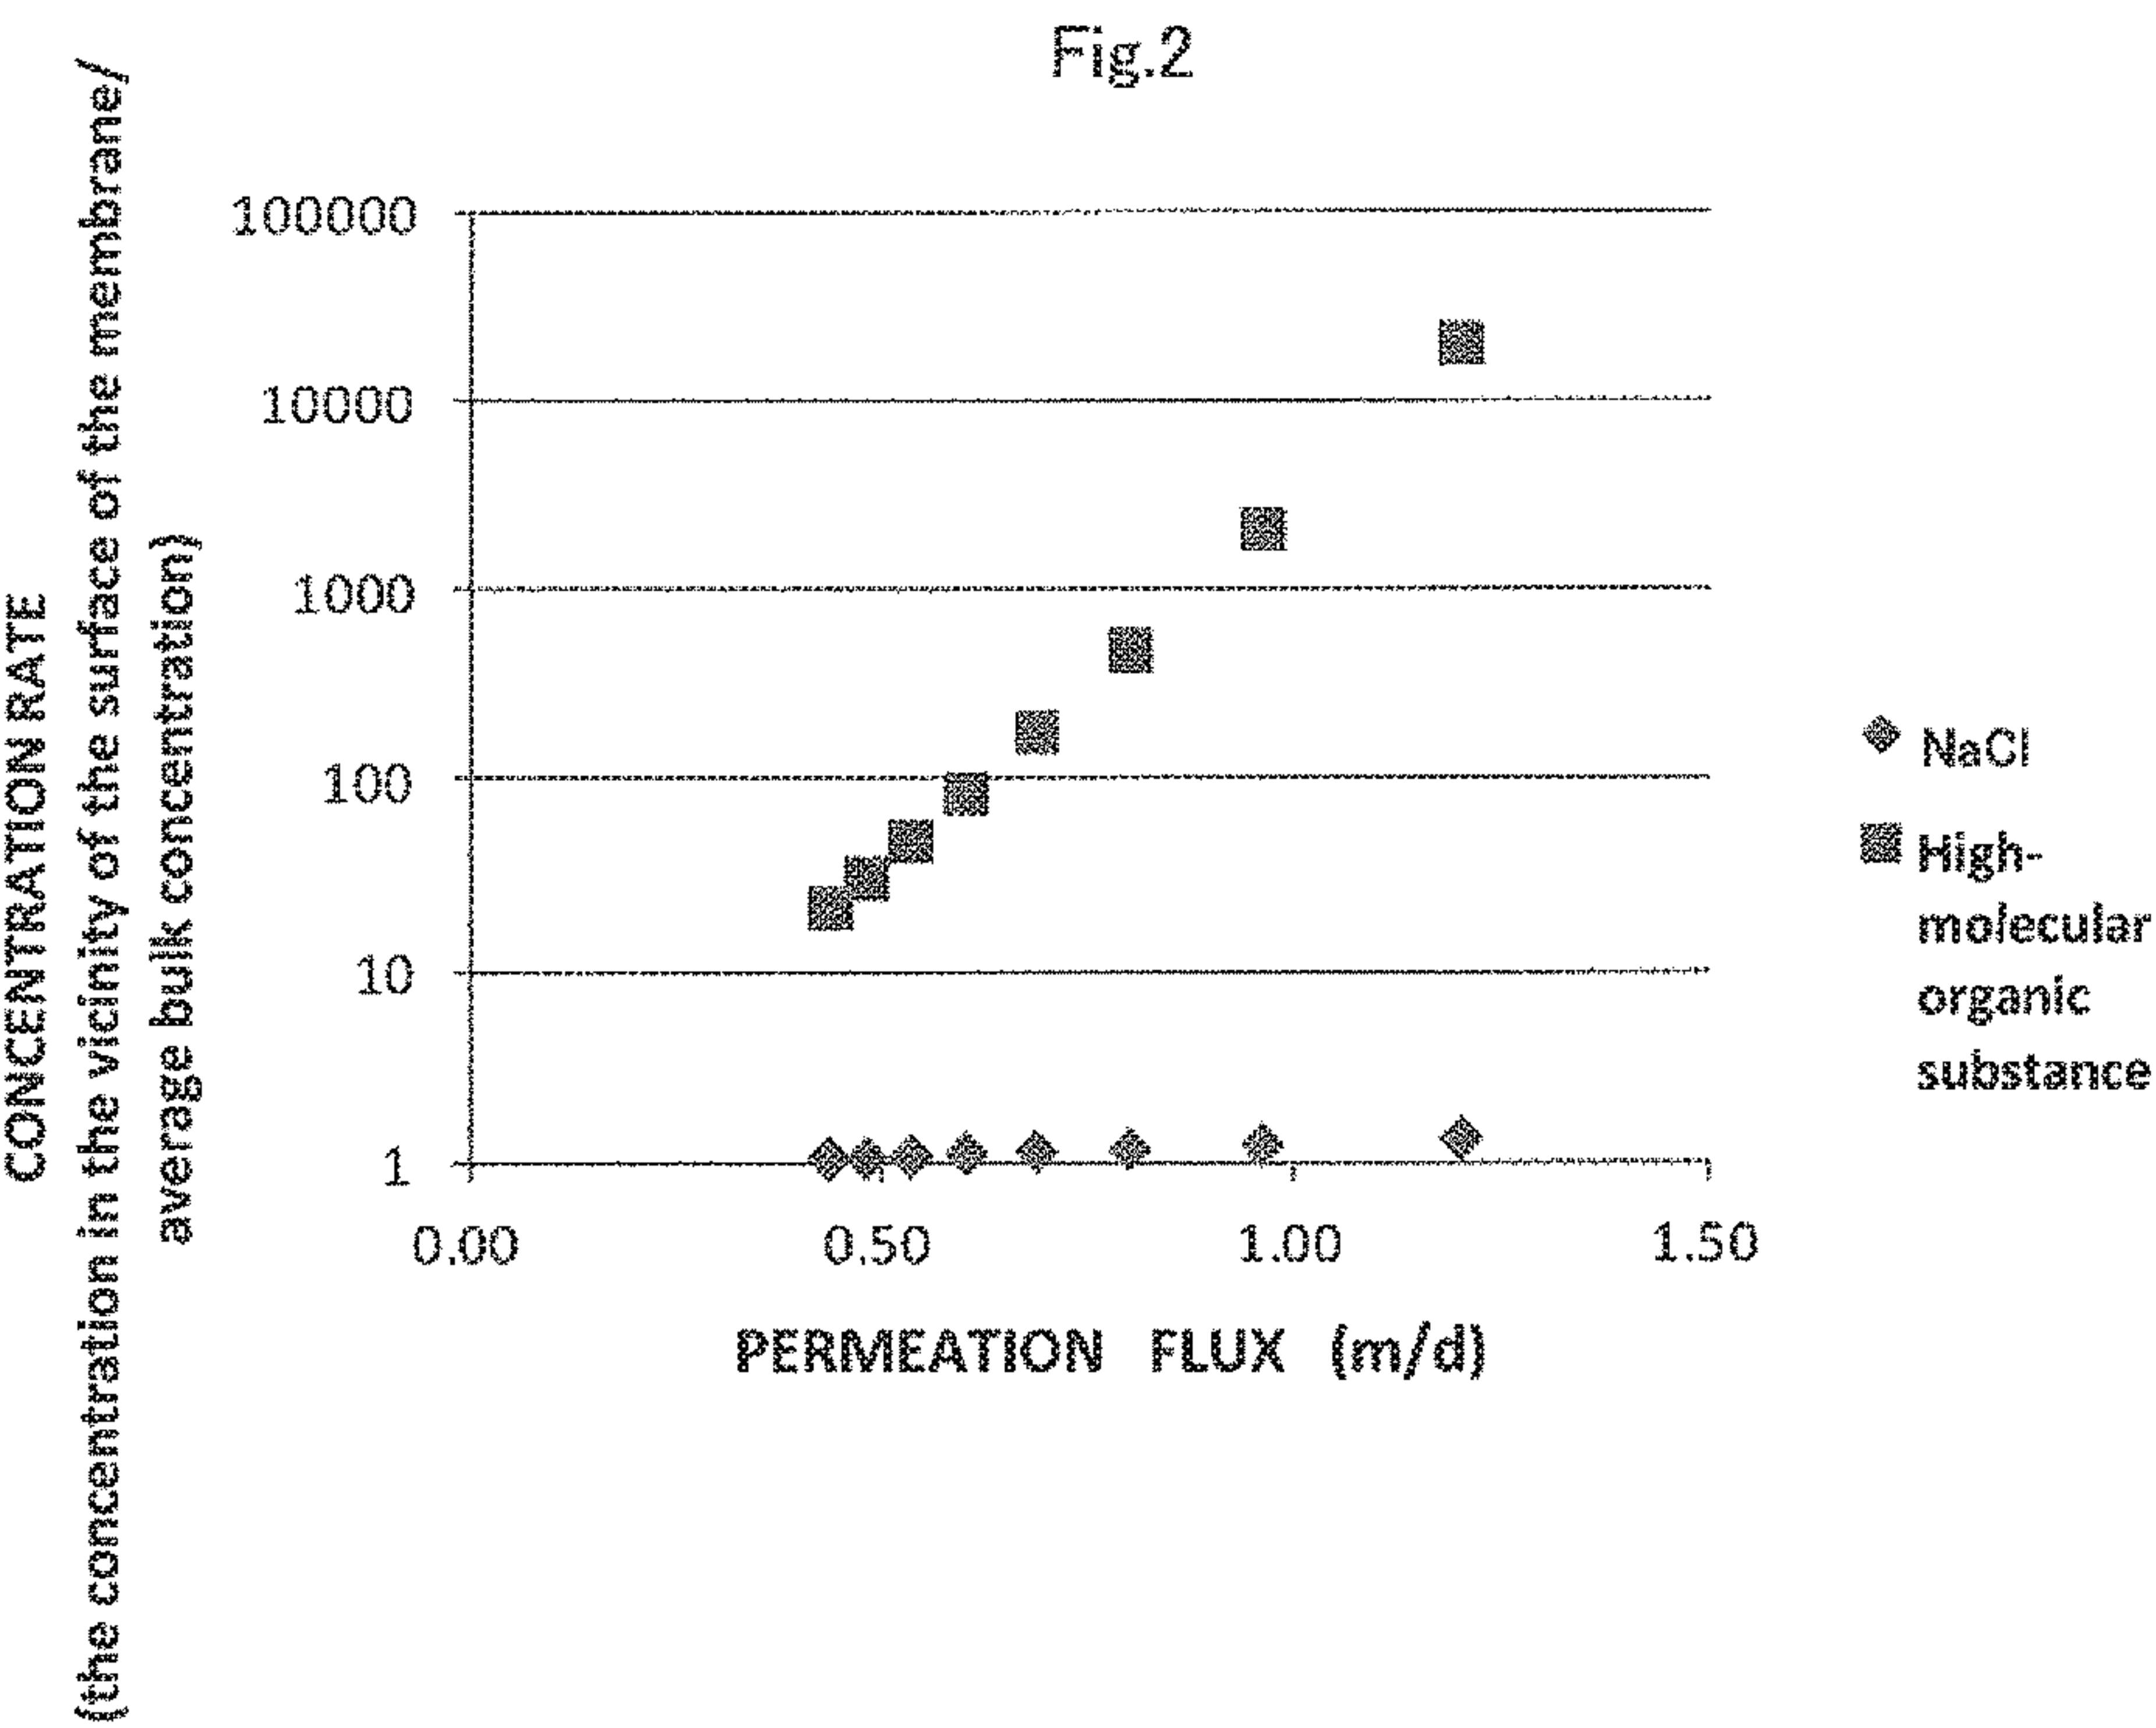 Fig.2
CONCENTRATION RATE
(the concentration in the vicinity of the surface of the membrane/
average bulk concentration)
100000
10000
1000
100
10
1
0.00 0.50 1.00 1.50
PERMEATION FLUX (m/d)
NaCl
High-
molecular
organic
substance